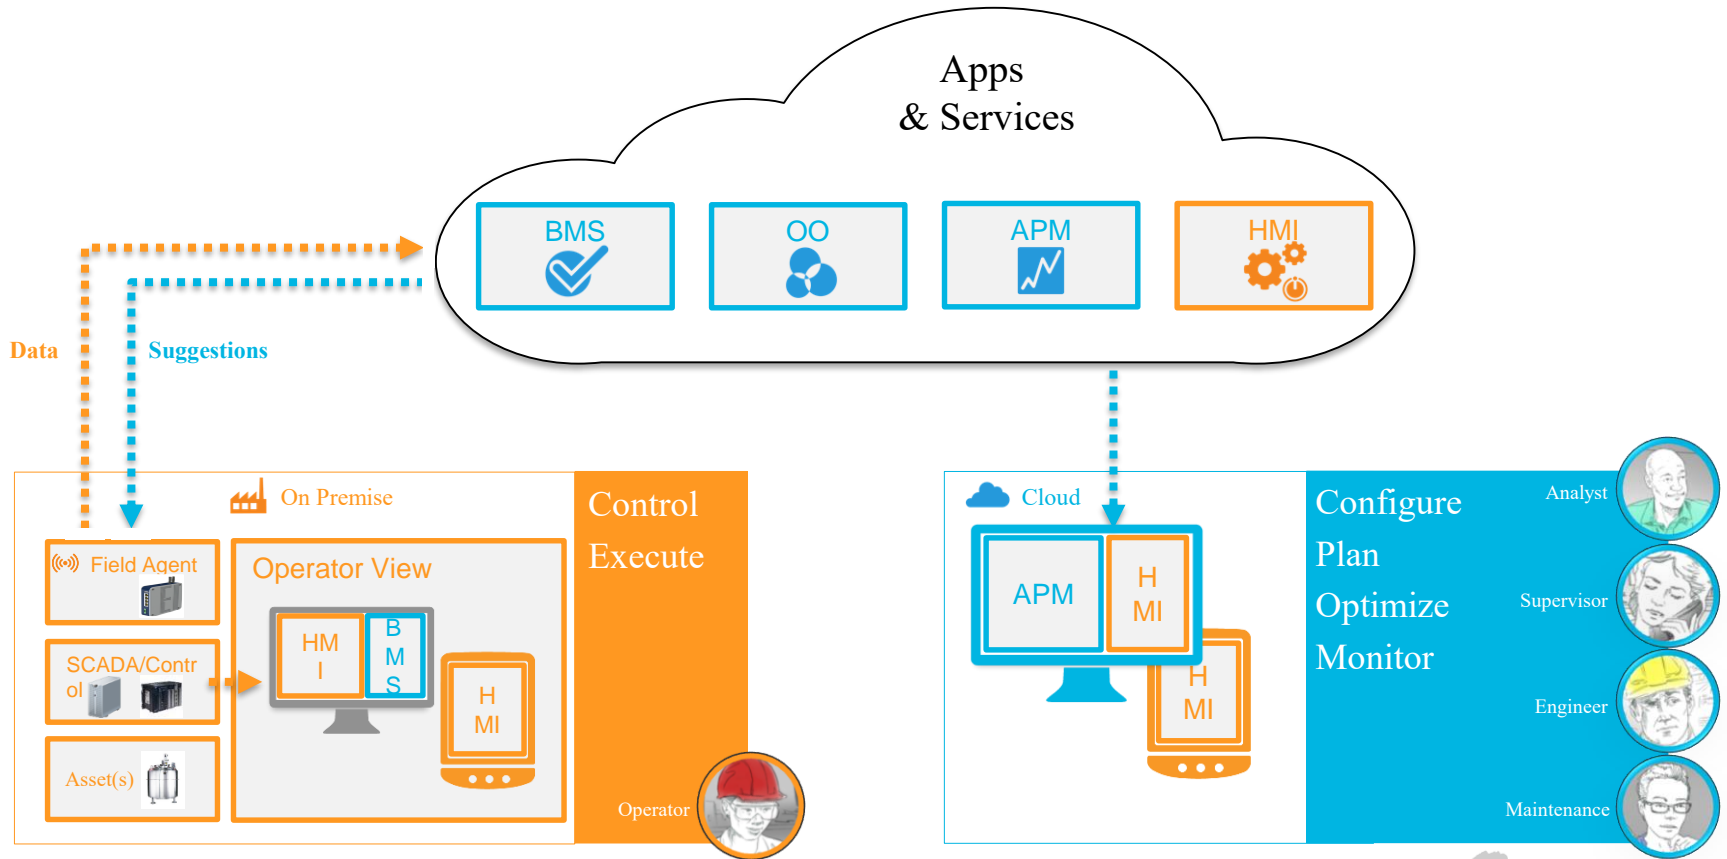 Apps
& Services
BMS
OO
APM
HMI
Data
Suggestions
On Premise
Control
Execute
Field Agent
Operator View
HM
I
B
M
S
SCADA/Contr
ol
H
MI
Asset(s)
Operator
Cloud
APM
H
MI
H
MI
Configure
Plan
Optimize
Monitor
Analyst
Supervisor
Engineer
Maintenance